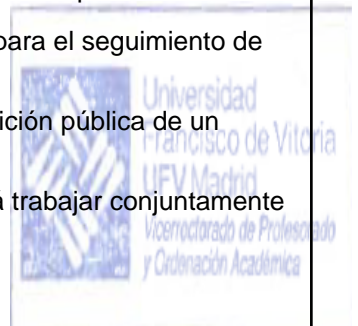 para el seguimiento de
ición pública de un
trabajar conjuntamente
Universidad
Francisco de Vitoria
UFV Madrid
Vicerrectorado de Profesorado
y Ordenación Académica